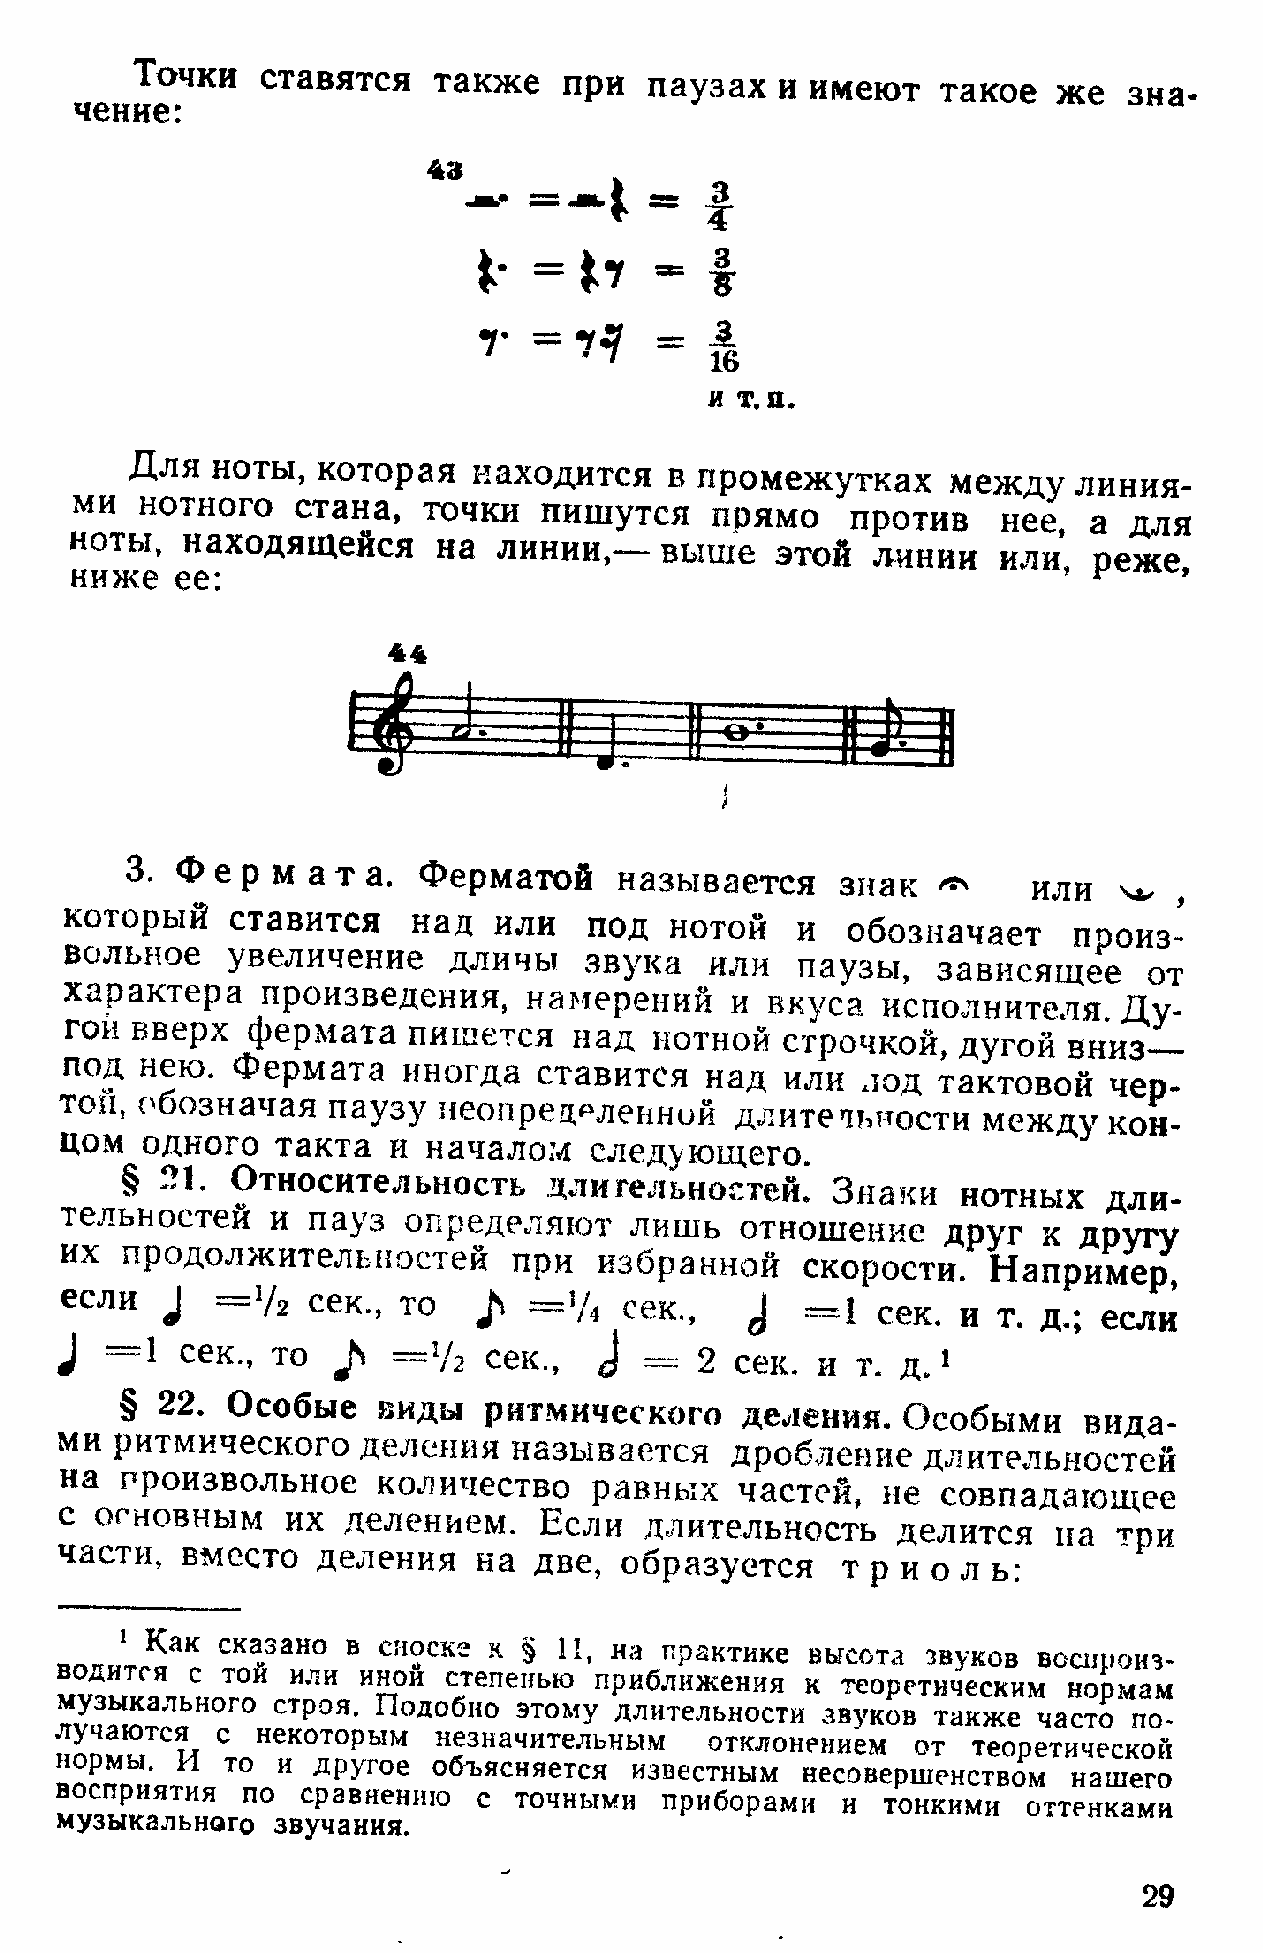 Точки ставятся также при паузах и имеют такое же зна-
чение:
43
𝄼. = 𝄼 𝄽 = 3/4
𝄽. = 𝄽 𝄾 = 3/8
𝄾. = 𝄾 𝄿 = 3/16
и т. п.
Для ноты, которая находится в промежутках между линия-
ми нотного стана, точки пишутся прямо против нее, а для
ноты, находящейся на линии,— выше этой линии или, реже,
ниже ее:
44
3. Фермата. Ферматой называется знак 𝄐 или 𝄑 ,
который ставится над или под нотой и обозначает произ-
вольное увеличение длины звука или паузы, зависящее от
характера произведения, намерений и вкуса исполнителя. Ду-
гой вверх фермата пишется над нотной строчкой, дугой вниз—
под нею. Фермата иногда ставится над или под тактовой чер-
той, обозначая паузу неопределенной длительности между кон-
цом одного такта и началом следующего.
§ 21. Относительность длительностей. Знаки нотных дли-
тельностей и пауз определяют лишь отношение друг к другу
их продолжительностей при избранной скорости. Например,
если ♩ =1/2 сек., то ♪ =1/4 сек., 𝅗𝅥 =1 сек. и т. д.; если
♩ =1 сек., то ♪ =1/2 сек., 𝅗𝅥 = 2 сек. и т. д.¹
§ 22. Особые виды ритмического деления. Особыми вида-
ми ритмического деления называется дробление длительностей
на произвольное количество равных частей, не совпадающее
с основным их делением. Если длительность делится на три
части, вместо деления на две, образуется триоль:
¹ Как сказано в сноске к § 11, на практике высота звуков воспроиз-
водится с той или иной степенью приближения к теоретическим нормам
музыкального строя. Подобно этому длительности звуков также часто по-
лучаются с некоторым незначительным отклонением от теоретической
нормы. И то и другое объясняется известным несовершенством нашего
восприятия по сравнению с точными приборами и тонкими оттенками
музыкального звучания.
29